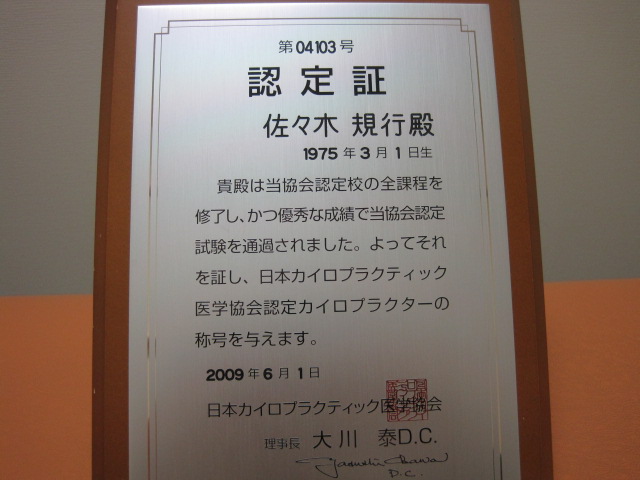 第04103号
認定証
佐々木 規行殿
1975年3月1日生
貴殿は当協会認定校の全課程を
修了し、かつ優秀な成績で当協会認定
試験を通過されました。よってそれ
を証し、日本カイロプラクティック
医学協会認定カイロプラクターの
称号を与えます。
2009年6月1日
日本カイロプラクティック医学協会
理事長 大川 泰D.C.
D.C.